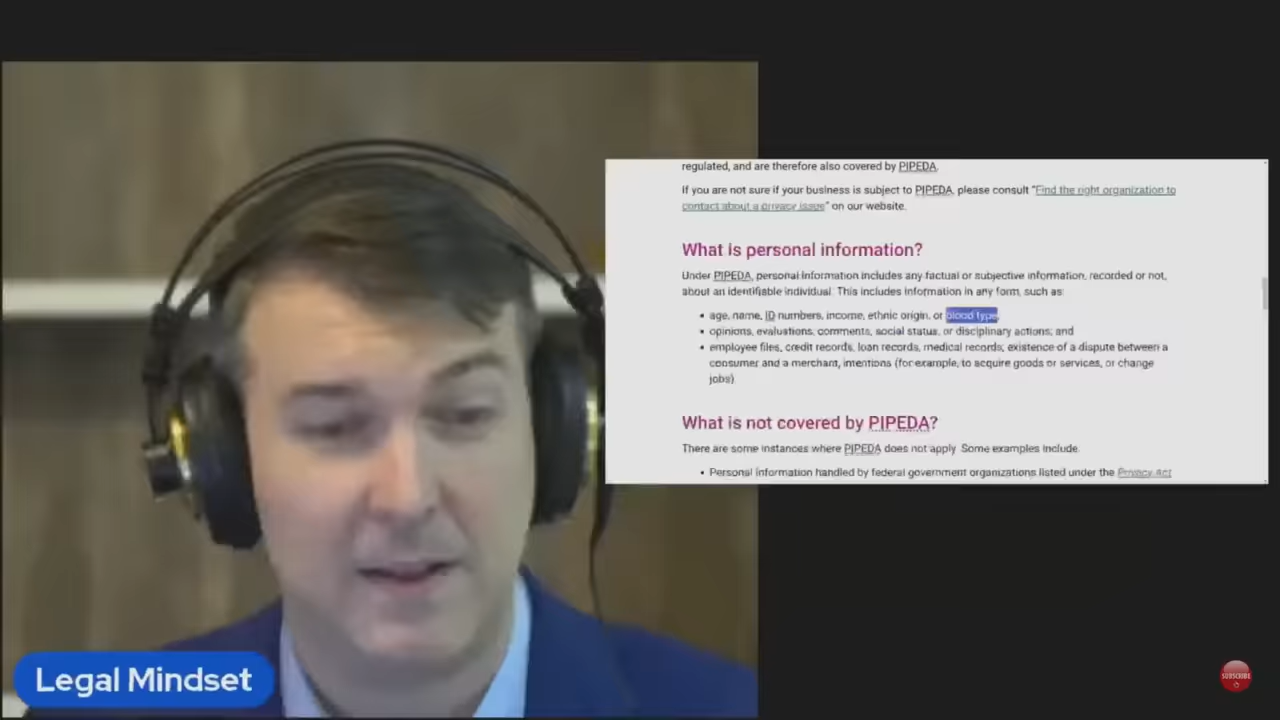 regulated, and are therefore also covered by PIPEDA.
If you are not sure if your business is subject to PIPEDA, please consult "Find the right organization to
contact about a privacy issue" on our website.
What is personal information?
Under PIPEDA, personal information includes any factual or subjective information, recorded or not,
about an identifiable individual. This includes information in any form, such as:
• age, name, ID numbers, income, ethnic origin, or blood type;
• opinions, evaluations, comments, social status, or disciplinary actions; and
• employee files, credit records, loan records, medical records, existence of a dispute between a
consumer and a merchant, intentions (for example, to acquire goods or services, or change
jobs).
What is not covered by PIPEDA?
There are some instances where PIPEDA does not apply. Some examples include:
• Personal information handled by federal government organizations listed under the Privacy Act
Legal Mindset
SUBSCRIBE